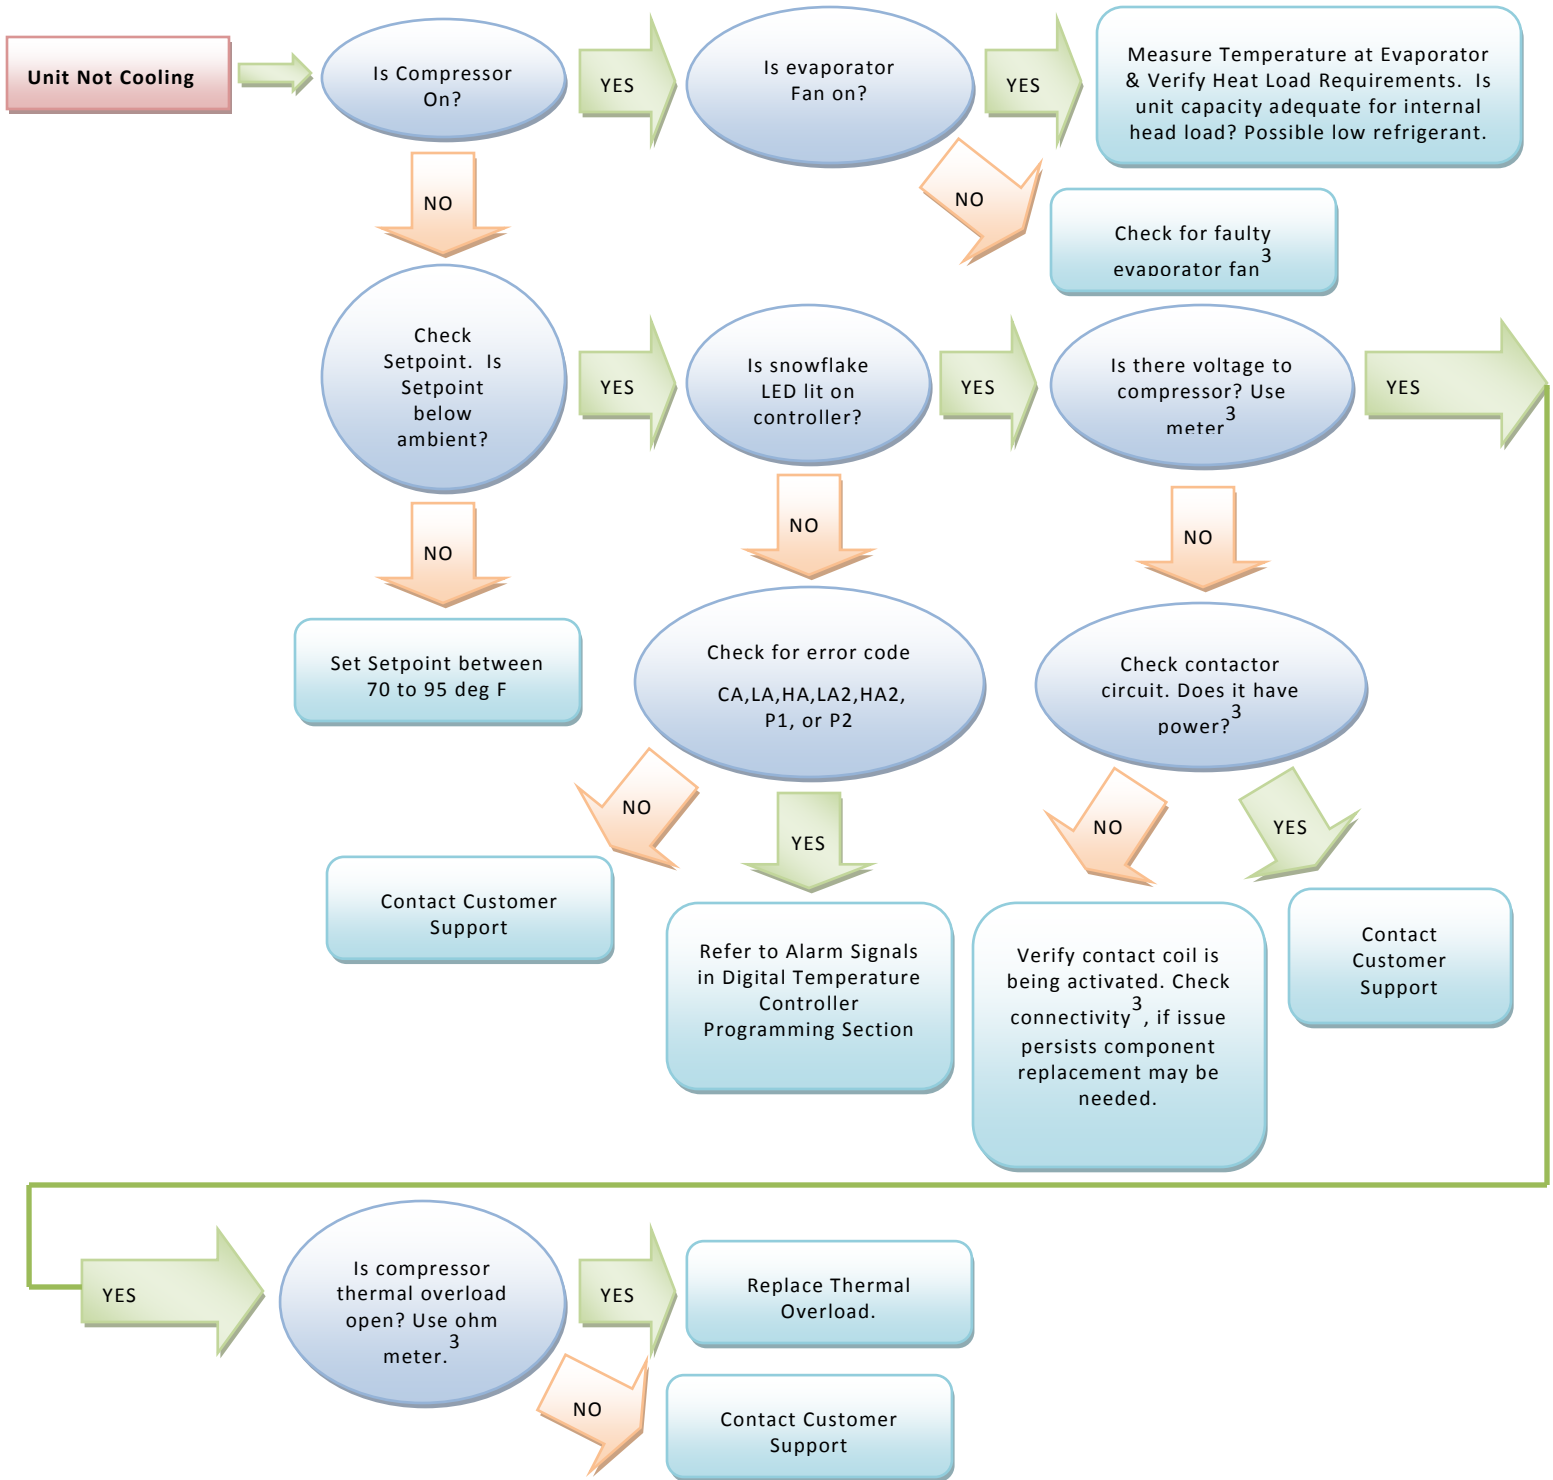 Unit Not Cooling
Is Compressor
On?
YES
Is evaporator
Fan on?
YES
Measure Temperature at Evaporator
& Verify Heat Load Requirements. Is
unit capacity adequate for internal
head load? Possible low refrigerant.
NO
NO
Check for faulty
evaporator fan3
Check
Setpoint. Is
Setpoint
below
ambient?
YES
Is snowflake
LED lit on
controller?
YES
Is there voltage to
compressor? Use
meter3
YES
NO
NO
NO
Set Setpoint between
70 to 95 deg F
Check for error code
CA,LA,HA,LA2,HA2,
P1, or P2
Check contactor
circuit. Does it have
power?3
NO
YES
NO
YES
Contact Customer
Support
Refer to Alarm Signals
in Digital Temperature
Controller
Programming Section
Verify contact coil is
being activated. Check
connectivity3, if issue
persists component
replacement may be
needed.
Contact
Customer
Support
YES
Is compressor
thermal overload
open? Use ohm
meter.3
YES
Replace Thermal
Overload.
NO
Contact Customer
Support